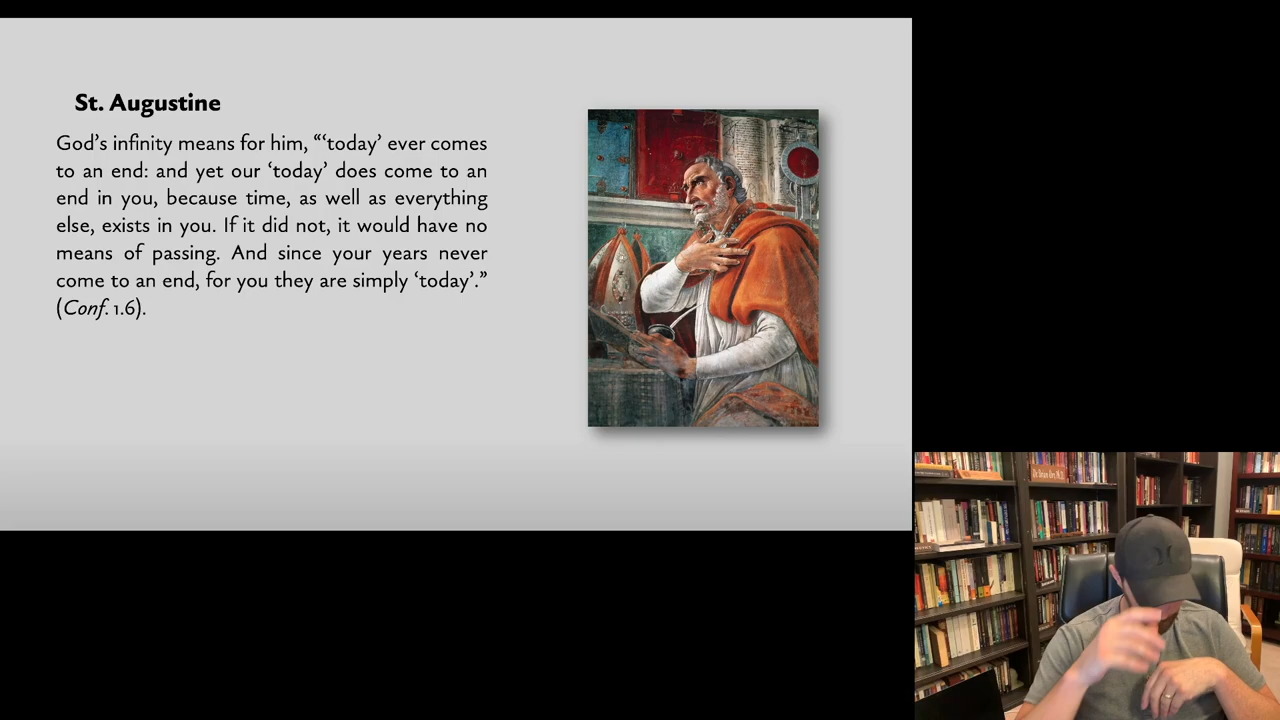 St. Augustine
God’s infinity means for him, “‘today’ ever comes
to an end: and yet our ‘today’ does come to an
end in you, because time, as well as everything
else, exists in you. If it did not, it would have no
means of passing. And since your years never
come to an end, for you they are simply ‘today’.”
(Conf. 1.6).